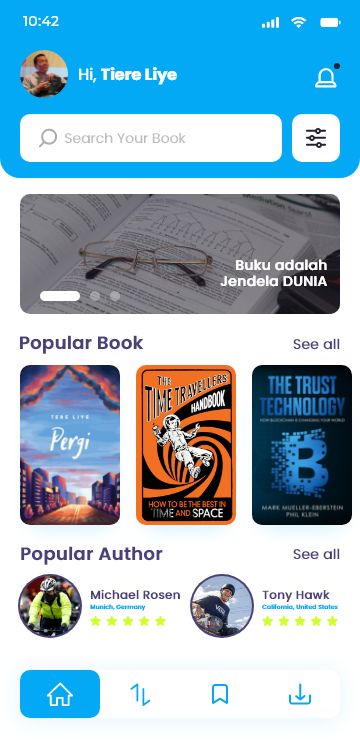 10:42
Hi, Tiere Liye
Search Your Book
Buku adalah
Jendela DUNIA
Popular Book
See all
TERE LIYE
Pergi
THE
TIME TRAVELLERS'
HANDBOOK
HOW TO BE THE BEST IN
TIME AND SPACE
THE TRUST
TECHNOLOGY
HOW BLOCKCHAIN IS CHANGING YOUR WORLD
MARK MUELLER-EBERSTEIN
PHIL KLEIN
Popular Author
See all
Michael Rosen
Munich, Germany
Tony Hawk
California, United States